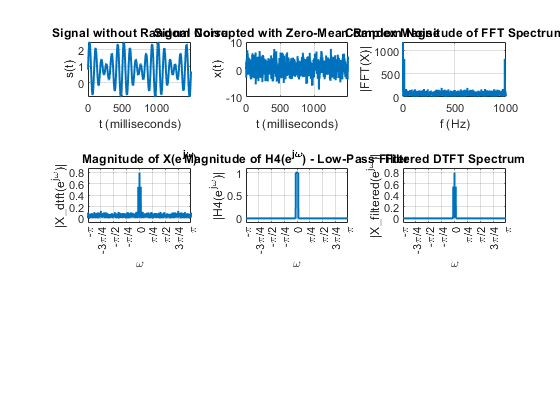 Signal without Random Noise
Signal Corrupted with Zero-Mean Random Noise
Complex Magnitude of FFT Spectrum
s(t)
2
1
0
0
500
1000
t (milliseconds)
x(t)
10
0
-10
0
500
1000
t (milliseconds)
|FFT(X)|
1000
500
0
0
500
1000
f (Hz)
Magnitude of X(e^jω)
Magnitude of H4(e^jω) - Low-Pass Filter
Filtered DTFT Spectrum
|X_dtft(e^jω)|
0.8
0.6
0.4
0.2
0
-π
-3π/4
-π/2
-π/4
0
π/4
π/2
3π/4
π
ω
|H4(e^jω)|
1
0.5
0
-π
-3π/4
-π/2
-π/4
0
π/4
π/2
3π/4
π
ω
|X_filtered(e^jω)|
0.8
0.6
0.4
0.2
0
-π
-3π/4
-π/2
-π/4
0
π/4
π/2
3π/4
π
ω